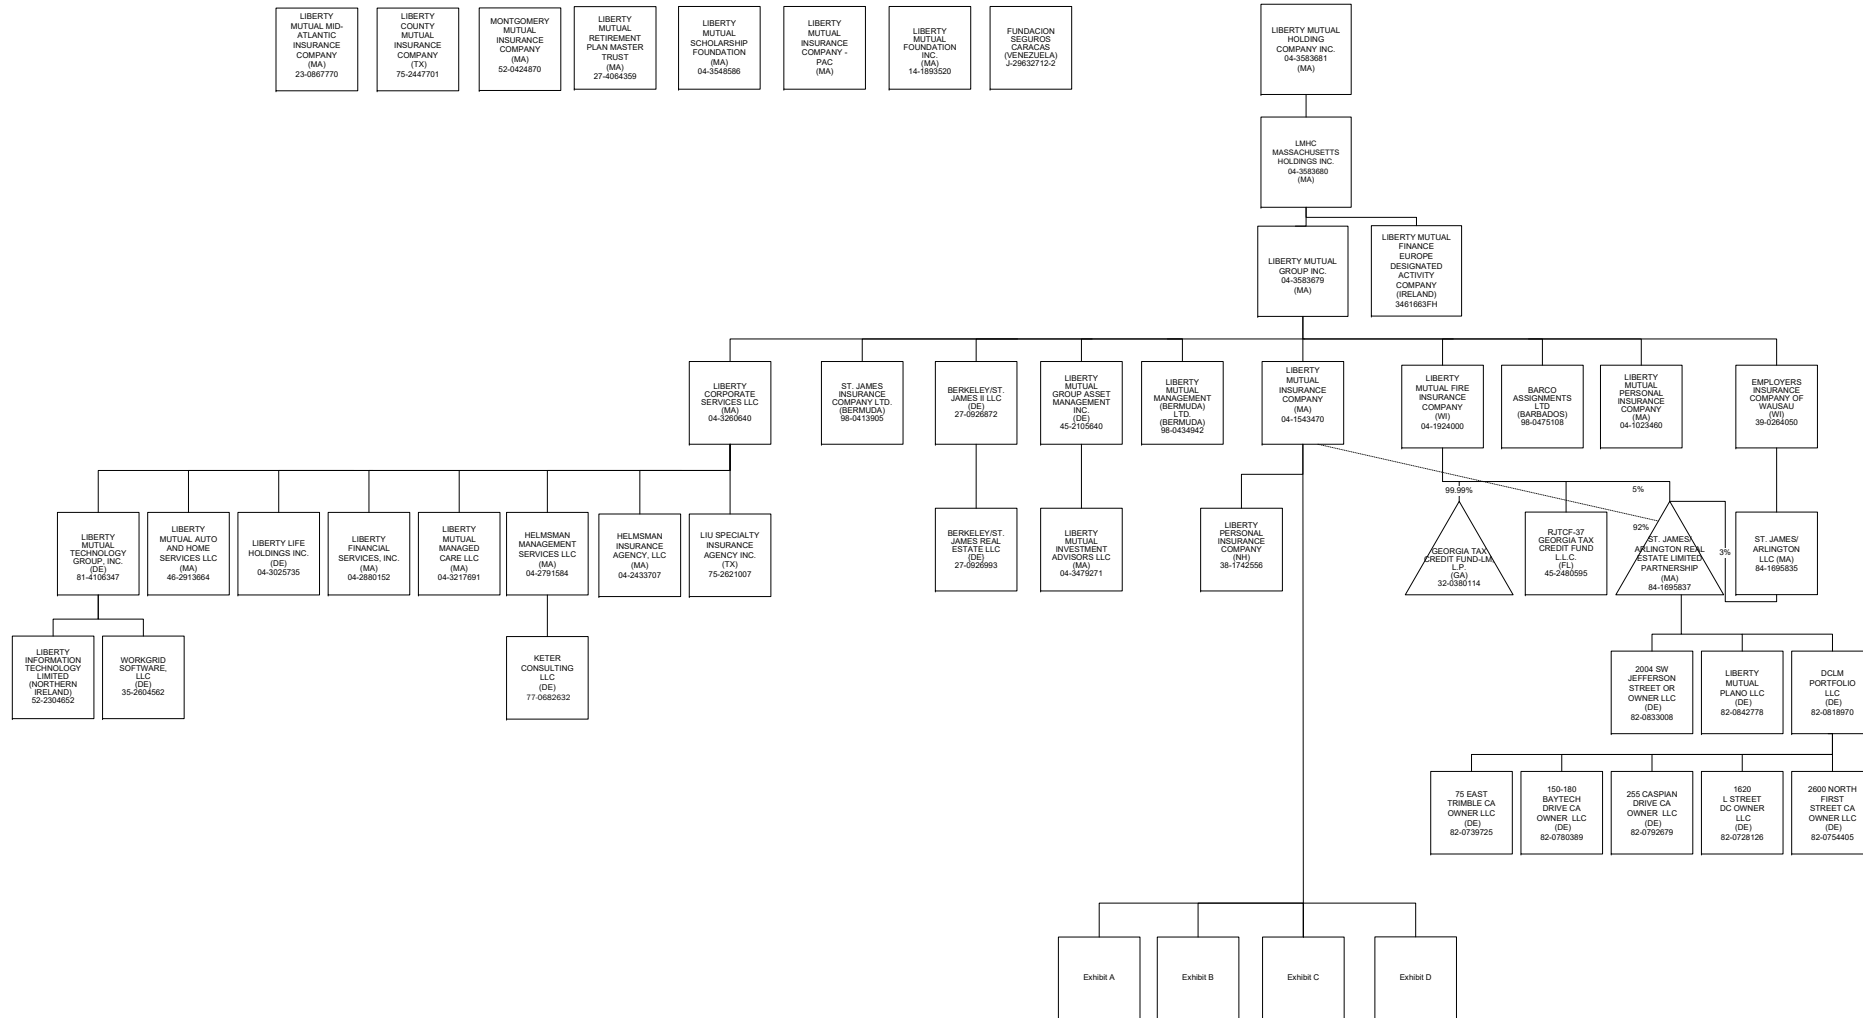 LIBERTY
MUTUAL MID-
ATLANTIC
INSURANCE
COMPANY
(MA)
23-0867770
LIBERTY
COUNTY
MUTUAL
INSURANCE
COMPANY
(TX)
75-2447701
MONTGOMERY
MUTUAL
INSURANCE
COMPANY
(MA)
52-0424870
LIBERTY
MUTUAL
RETIREMENT
PLAN MASTER
TRUST
(MA)
27-4064359
LIBERTY
MUTUAL
SCHOLARSHIP
FOUNDATION
(MA)
04-3548586
LIBERTY
MUTUAL
INSURANCE
COMPANY -
PAC
(MA)
LIBERTY
MUTUAL
FOUNDATION
INC.
(MA)
14-1893520
FUNDACION
SEGUROS
CARACAS
(VENEZUELA)
J-29632712-2
LIBERTY MUTUAL
HOLDING
COMPANY INC.
04-3583681
(MA)
LMHC
MASSACHUSETTS
HOLDINGS INC.
04-3583680
(MA)
LIBERTY MUTUAL
GROUP INC.
04-3583679
(MA)
LIBERTY MUTUAL
FINANCE
EUROPE
DESIGNATED
ACTIVITY
COMPANY
(IRELAND)
3461663FH
LIBERTY
CORPORATE
SERVICES LLC
(MA)
04-3260640
ST. JAMES
INSURANCE
COMPANY LTD.
(BERMUDA)
98-0413905
BERKELEY/ST.
JAMES II LLC
(DE)
27-0926872
LIBERTY
MUTUAL
GROUP ASSET
MANAGEMENT
INC.
(DE)
45-2105640
LIBERTY
MUTUAL
MANAGEMENT
(BERMUDA)
LTD.
(BERMUDA)
98-0434942
LIBERTY
MUTUAL
INSURANCE
COMPANY
(MA)
04-1543470
LIBERTY
MUTUAL FIRE
INSURANCE
COMPANY
(WI)
04-1924000
BARCO
ASSIGNMENTS
LTD
(BARBADOS)
98-0475108
LIBERTY
MUTUAL
PERSONAL
INSURANCE
COMPANY
(MA)
04-1023460
EMPLOYERS
INSURANCE
COMPANY OF
WAUSAU
(WI)
39-0264050
LIBERTY
MUTUAL
TECHNOLOGY
GROUP, INC.
(DE)
81-4106347
LIBERTY
MUTUAL AUTO
AND HOME
SERVICES LLC
(MA)
46-2913664
LIBERTY LIFE
HOLDINGS INC.
(DE)
04-3025735
LIBERTY
FINANCIAL
SERVICES, INC.
(MA)
04-2880152
LIBERTY
MUTUAL
MANAGED
CARE LLC
(MA)
04-3217691
HELMSMAN
MANAGEMENT
SERVICES LLC
(MA)
04-2791584
HELMSMAN
INSURANCE
AGENCY, LLC
(MA)
04-2433707
LIU SPECIALTY
INSURANCE
AGENCY INC.
(TX)
75-2621007
BERKELEY/ST.
JAMES REAL
ESTATE LLC
(DE)
27-0926993
LIBERTY
MUTUAL
INVESTMENT
ADVISORS LLC
(MA)
04-3479271
LIBERTY
PERSONAL
INSURANCE
COMPANY
(NH)
38-1742556
99.99%
GEORGIA TAX
CREDIT FUND-LM,
L.P.
(GA)
32-0380114
RJTCF-37
GEORGIA TAX
CREDIT FUND
L.L.C.
(FL)
45-2480595
5%
92%
3%
ST. JAMES/
ARLINGTON REAL
ESTATE LIMITED
PARTNERSHIP
(MA)
84-1695837
ST. JAMES/
ARLINGTON
LLC (MA)
84-1695835
LIBERTY
INFORMATION
TECHNOLOGY
LIMITED
(NORTHERN
IRELAND)
52-2304652
WORKGRID
SOFTWARE,
LLC
(DE)
35-2604562
KETER
CONSULTING
LLC
(DE)
77-0682632
2004 SW
JEFFERSON
STREET OR
OWNER LLC
(DE)
82-0833008
LIBERTY
MUTUAL
PLANO LLC
(DE)
82-0842778
DCLM
PORTFOLIO
LLC
(DE)
82-0818970
75 EAST
TRIMBLE CA
OWNER LLC
(DE)
82-0739725
150-180
BAYTECH
DRIVE CA
OWNER LLC
(DE)
82-0780389
255 CASPIAN
DRIVE CA
OWNER LLC
(DE)
82-0792679
1620
L STREET
DC OWNER
LLC
(DE)
82-0728126
2600 NORTH
FIRST
STREET CA
OWNER LLC
(DE)
82-0754405
Exhibit A
Exhibit B
Exhibit C
Exhibit D